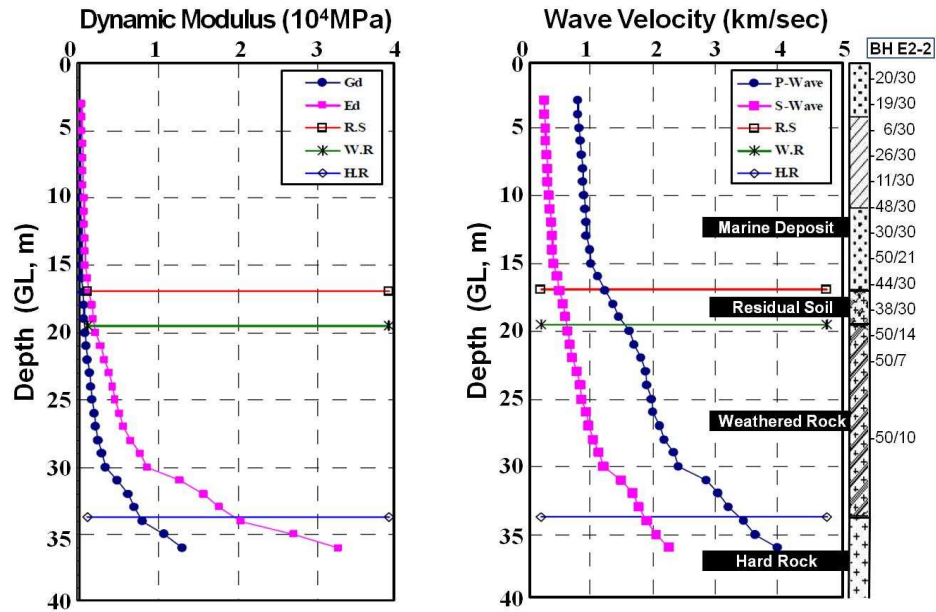 Dynamic Modulus (10⁴MPa)
0 1 2 3 4
Gd
Ed
R.S
W.R
H.R
5
10
15
20
25
30
35
40
Depth (GL, m)
Wave Velocity (km/sec)
0 1 2 3 4 5
P-Wave
S-Wave
R.S
W.R
H.R
0
5
10
15
20
25
30
35
40
Depth (GL, m)
Marine Deposit
Residual Soil
Weathered Rock
Hard Rock
BH E2-2
20/30
19/30
6/30
26/30
11/30
48/30
30/30
50/21
44/30
38/30
50/14
50/7
50/10